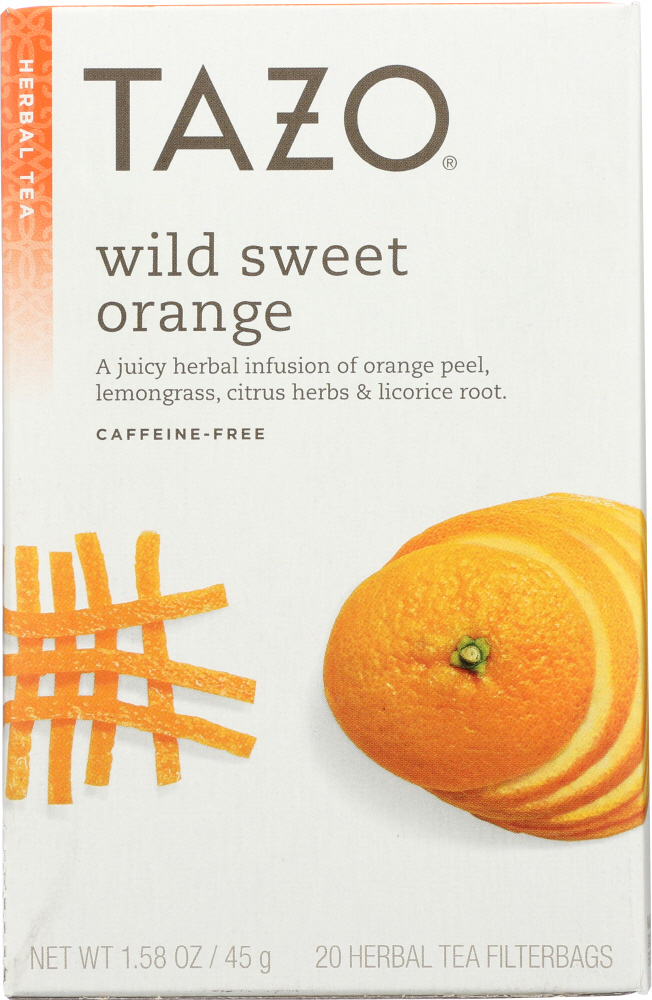 HERBAL TEA
TAZO®
wild sweet
orange
A juicy herbal infusion of orange peel,
lemongrass, citrus herbs & licorice root.
CAFFEINE-FREE
NET WT 1.58 OZ / 45 g
20 HERBAL TEA FILTERBAGS